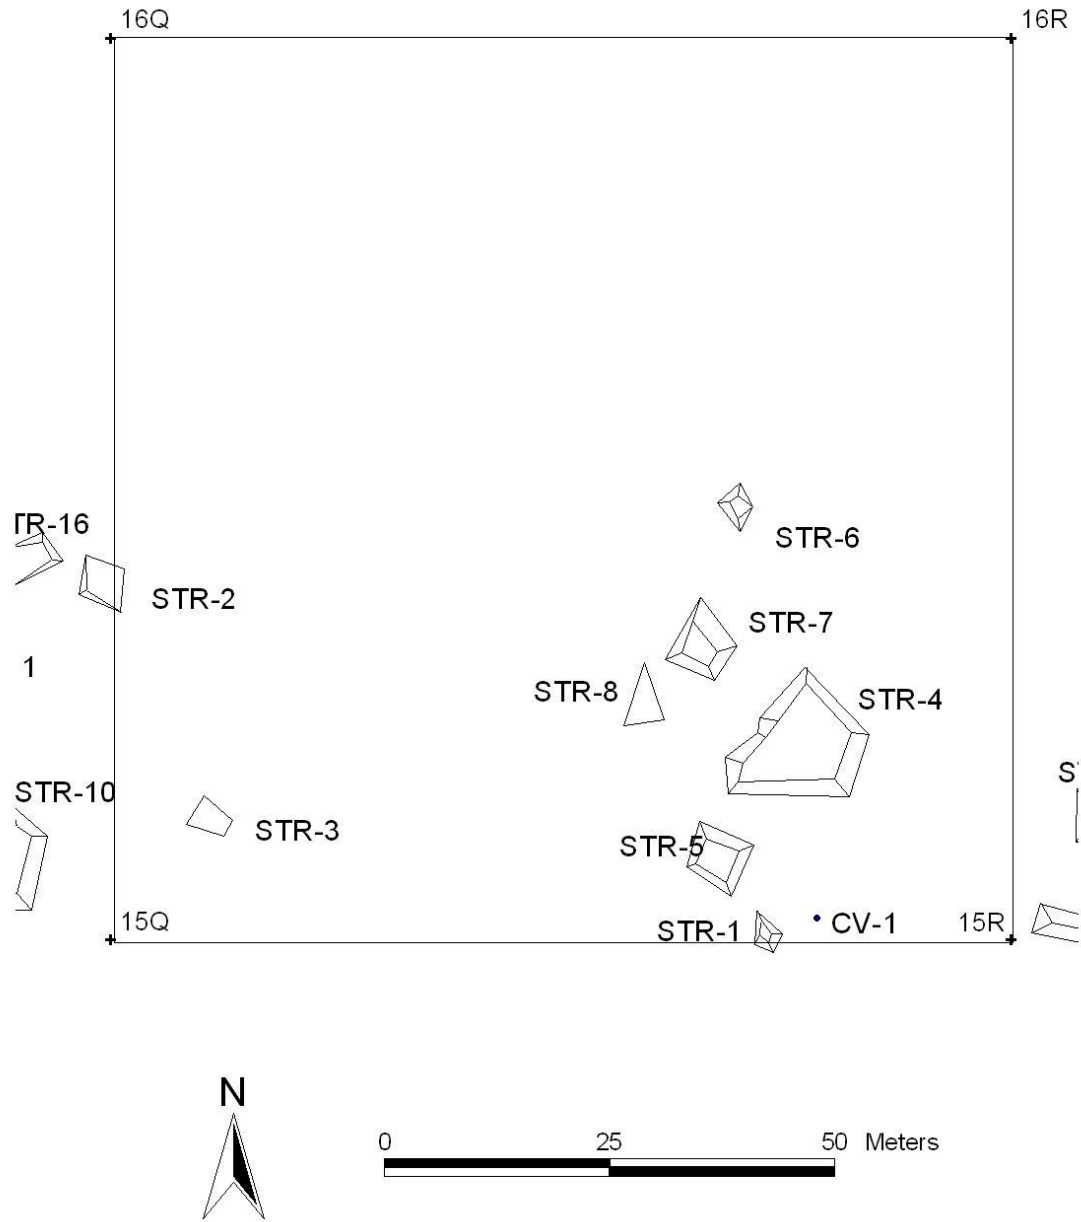 16Q
16R
TR-16
STR-6
STR-2
STR-7
1
STR-8
STR-4
S
STR-10
STR-3
STR-5
15Q
STR-1
CV-1
15R
N
0 25 50 Meters